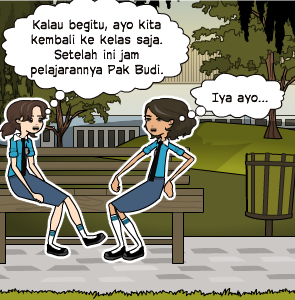 Kalau begitu, ayo kita
kembali ke kelas saja.
Setelah ini jam
pelajarannya Pak Budi.
Iya ayo...